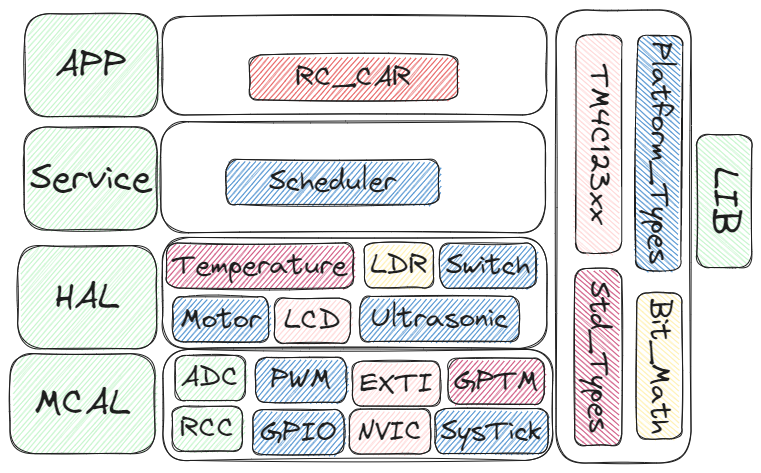 APP
RC_CAR
Service
Scheduler
HAL
Temperature
LDR
Switch
Motor
LCD
Ultrasonic
MCAL
ADC
PWM
EXTI
GPTM
RCC
GPIO
NVIC
SysTick
TM4C123xx
Platform_Types
Std_Types
Bit_Math
LIB